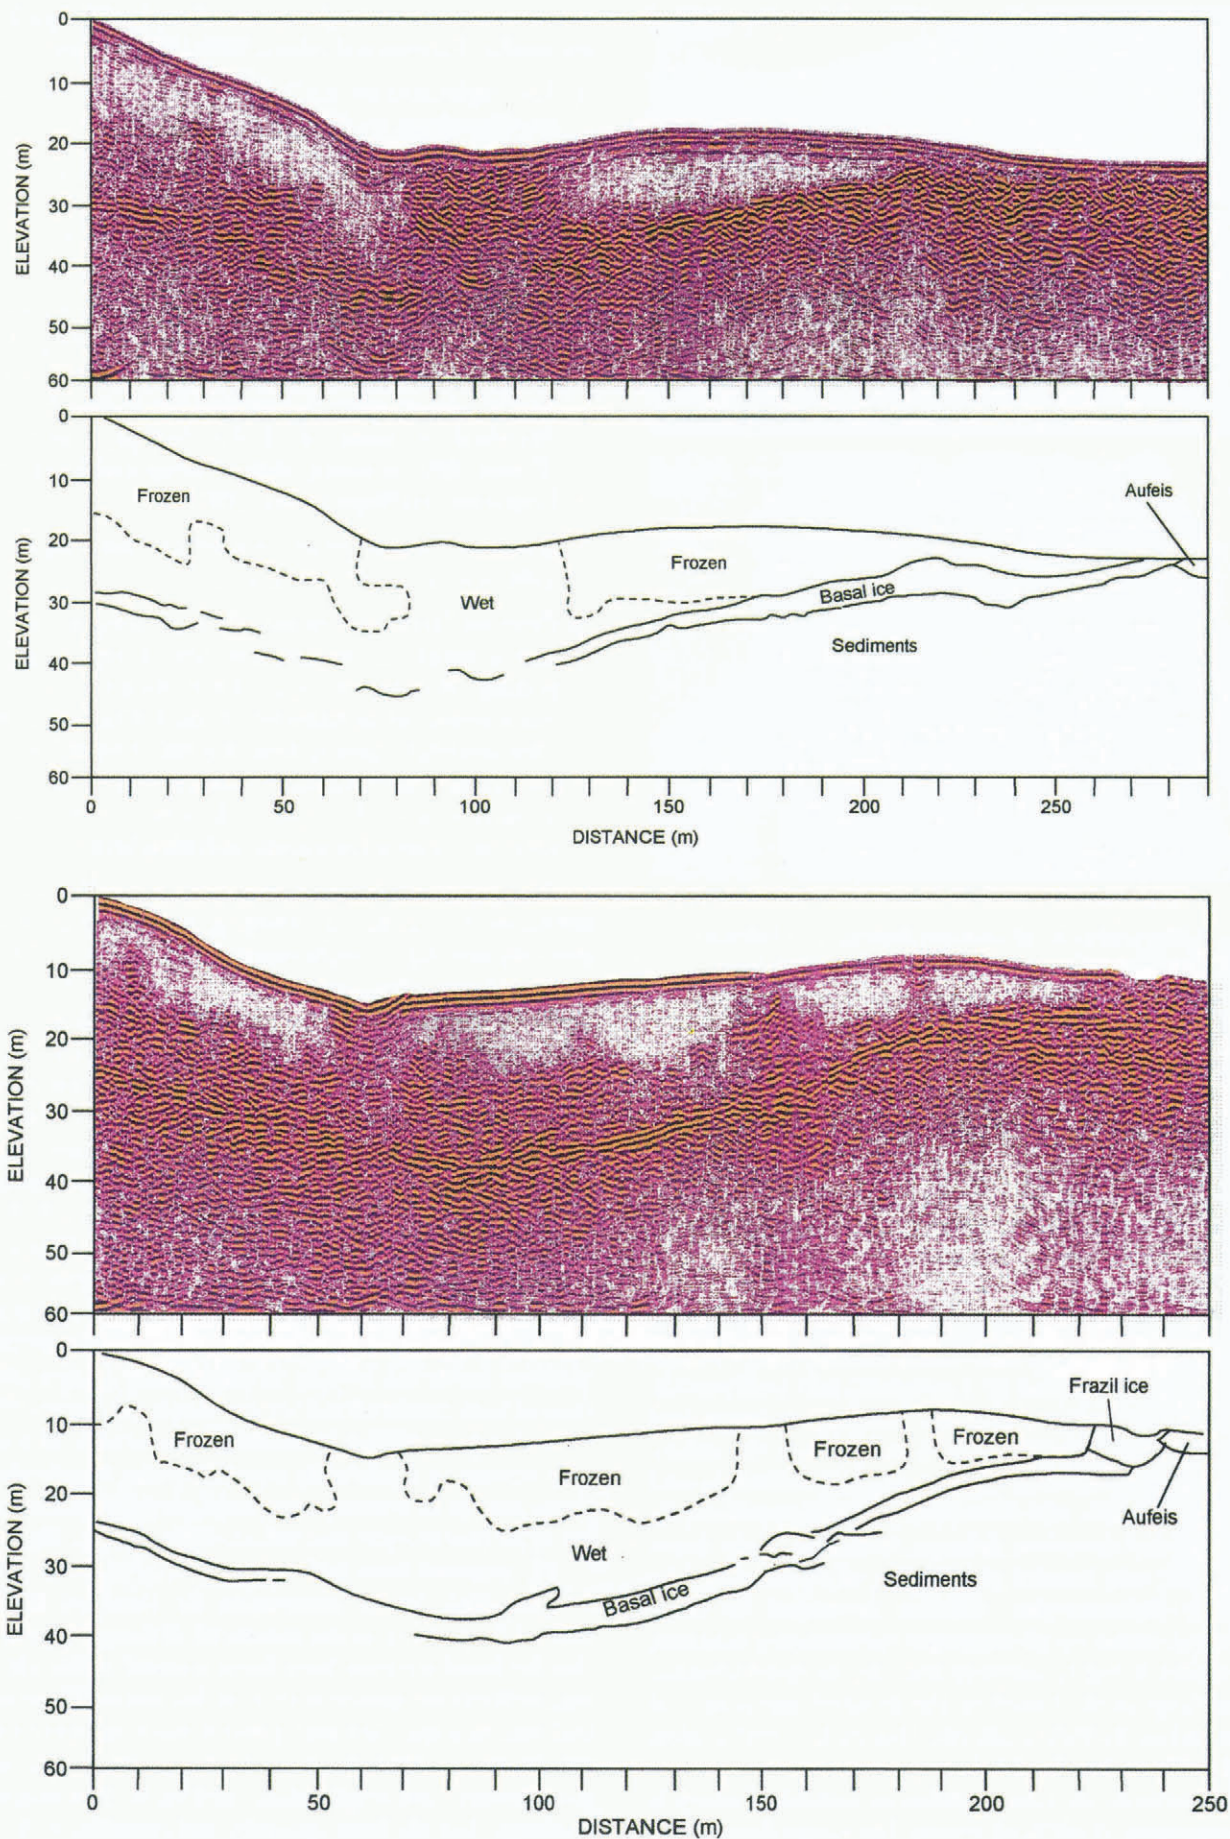 0
10
20
30
40
50
60
ELEVATION (m)
0
10
20
30
40
50
60
ELEVATION (m)
Frozen
Aufeis
Frozen
Wet
Basal ice
Sediments
0 50 100 150 200 250
DISTANCE (m)
0
10
20
30
40
50
60
ELEVATION (m)
0
10
20
30
40
50
60
ELEVATION (m)
Frazil ice
Frozen
Frozen
Frozen
Frozen
Aufeis
Wet
Sediments
Basal ice
0 50 100 150 200 250
DISTANCE (m)